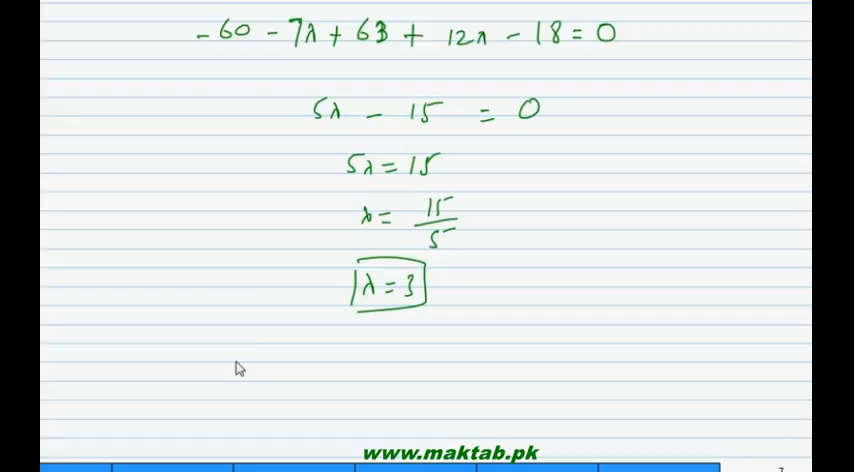 - 60 - 7λ + 63 + 12λ - 18 = 0
5λ - 15 = 0
5λ = 15
λ = 15/5
λ = 3
www.maktab.pk